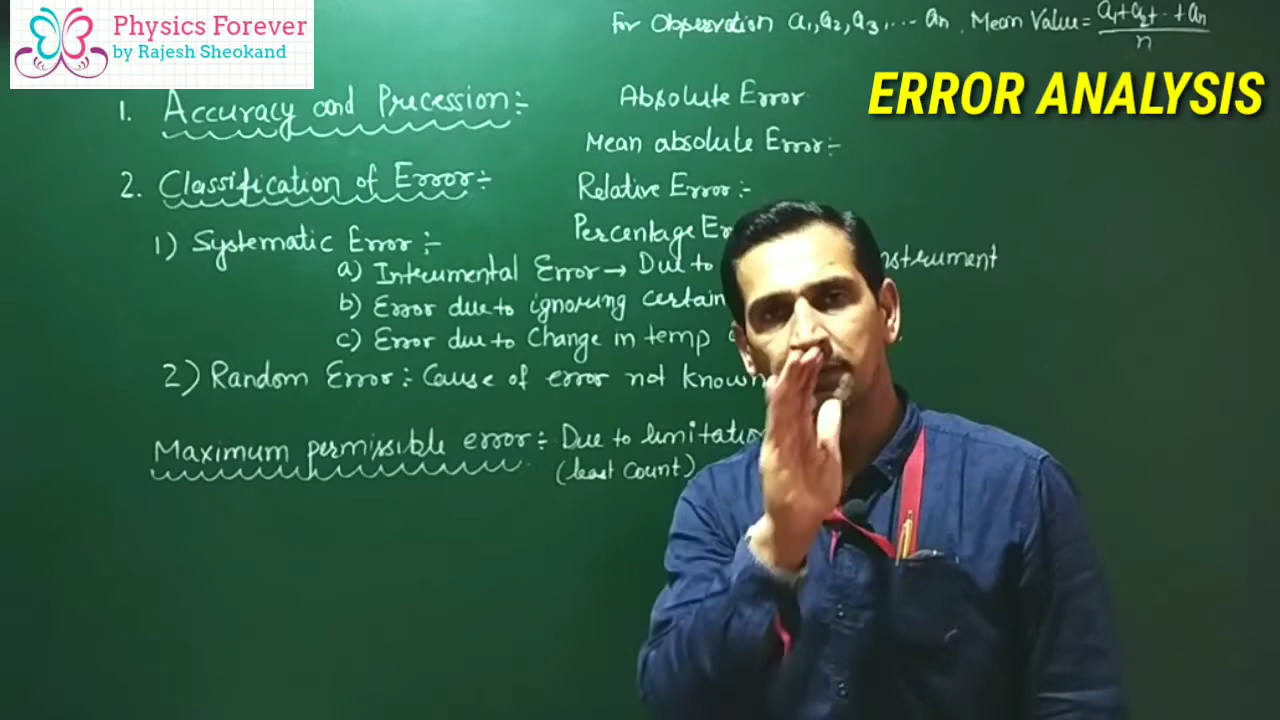 Physics Forever
by Rajesh Sheokand
For Observation a₁, a₂, a₃, ... aₙ, Mean Value = (a₁+a₂+..+aₙ)/n
ERROR ANALYSIS
1. Accuracy and Precession :-
Absolute Error
Mean absolute Error :-
2. Classification of Error :-
Relative Error :-
Percentage
1) Systematic Error :-
a) Intrumental Error → Due to
b) Error due to ignoring certain
c) Error due to Change in temp
2) Random Error :- Cause of error not known
Maximum permissible error :- Due to limitation
(least count)